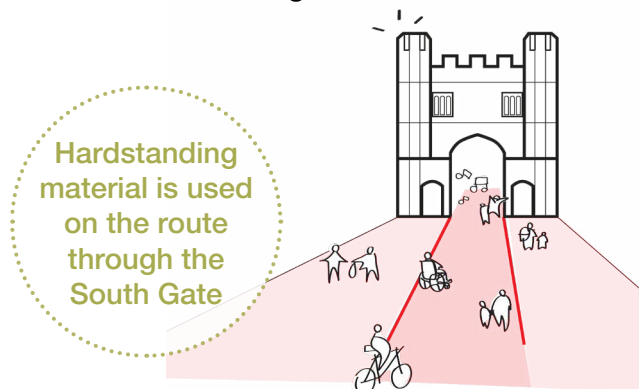 Hardstanding
material is used
on the route
through the
South Gate